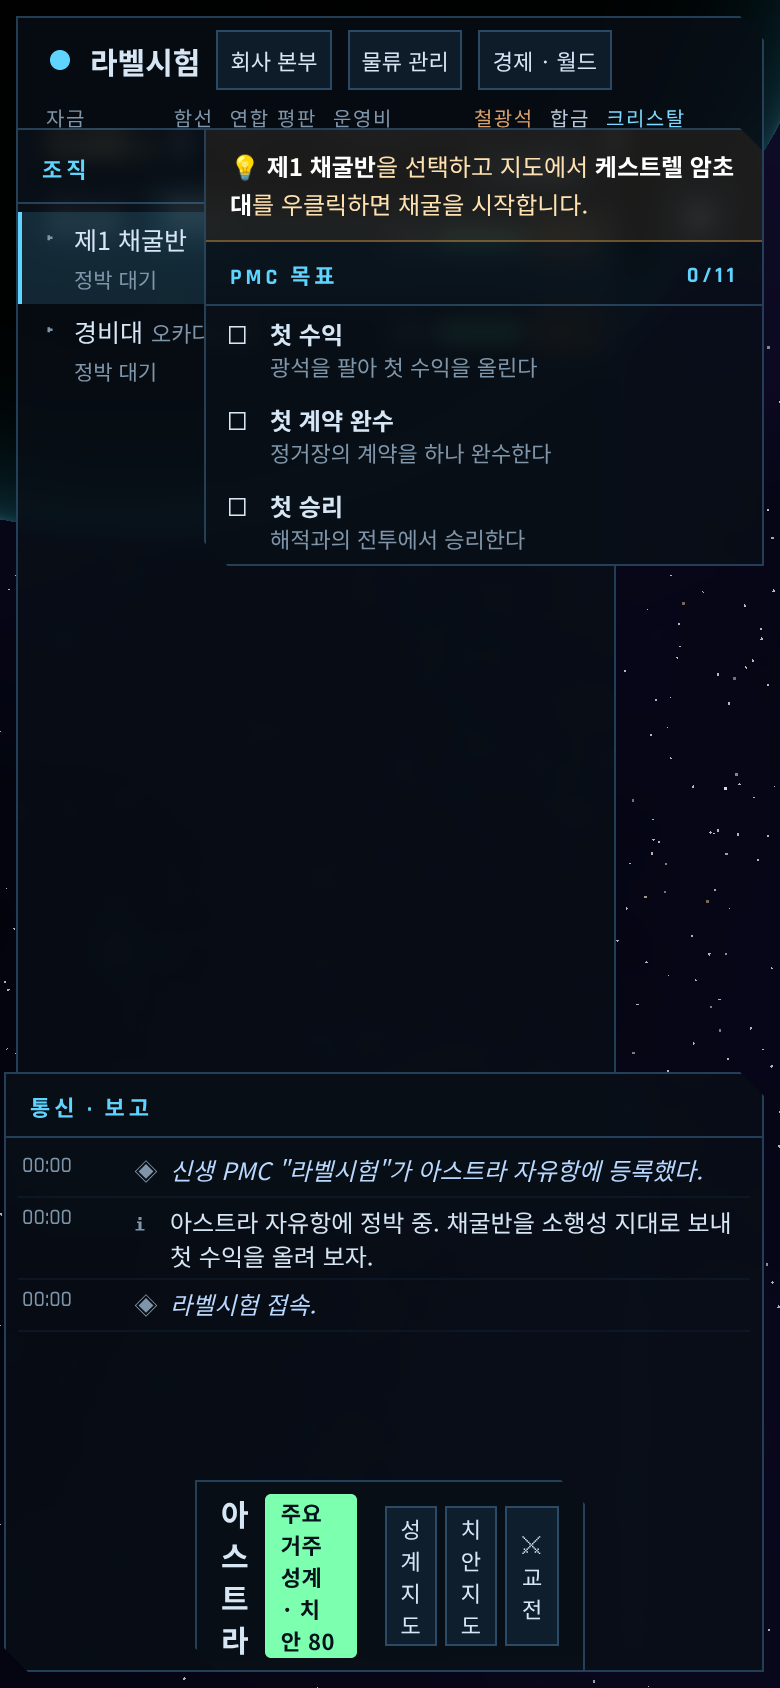 라벨시험 회사 본부 물류 관리 경제 · 월드
자금 함선 연합 평판 운영비 철광석 합금 크리스탈
조직
제1 채굴반
정박 대기
경비대 오카
정박 대기
💡 제1 채굴반을 선택하고 지도에서 케스트렐 암초
대를 우클릭하면 채굴을 시작합니다.
PMC 목표 0/11
첫 수익
광석을 팔아 첫 수익을 올린다
첫 계약 완수
정거장의 계약을 하나 완수한다
첫 승리
해적과의 전투에서 승리한다
통신 · 보고
00:00 ◈ 신생 PMC "라벨시험"가 아스트라 자유항에 등록했다.
00:00 i 아스트라 자유항에 정박 중. 채굴반을 소행성 지대로 보내
첫 수익을 올려 보자.
00:00 ◈ 라벨시험 접속.
아
스
트
라
주요
거주
성계
· 치
안 80
성
계
지
도
치
안
지
도
⚔
교
전